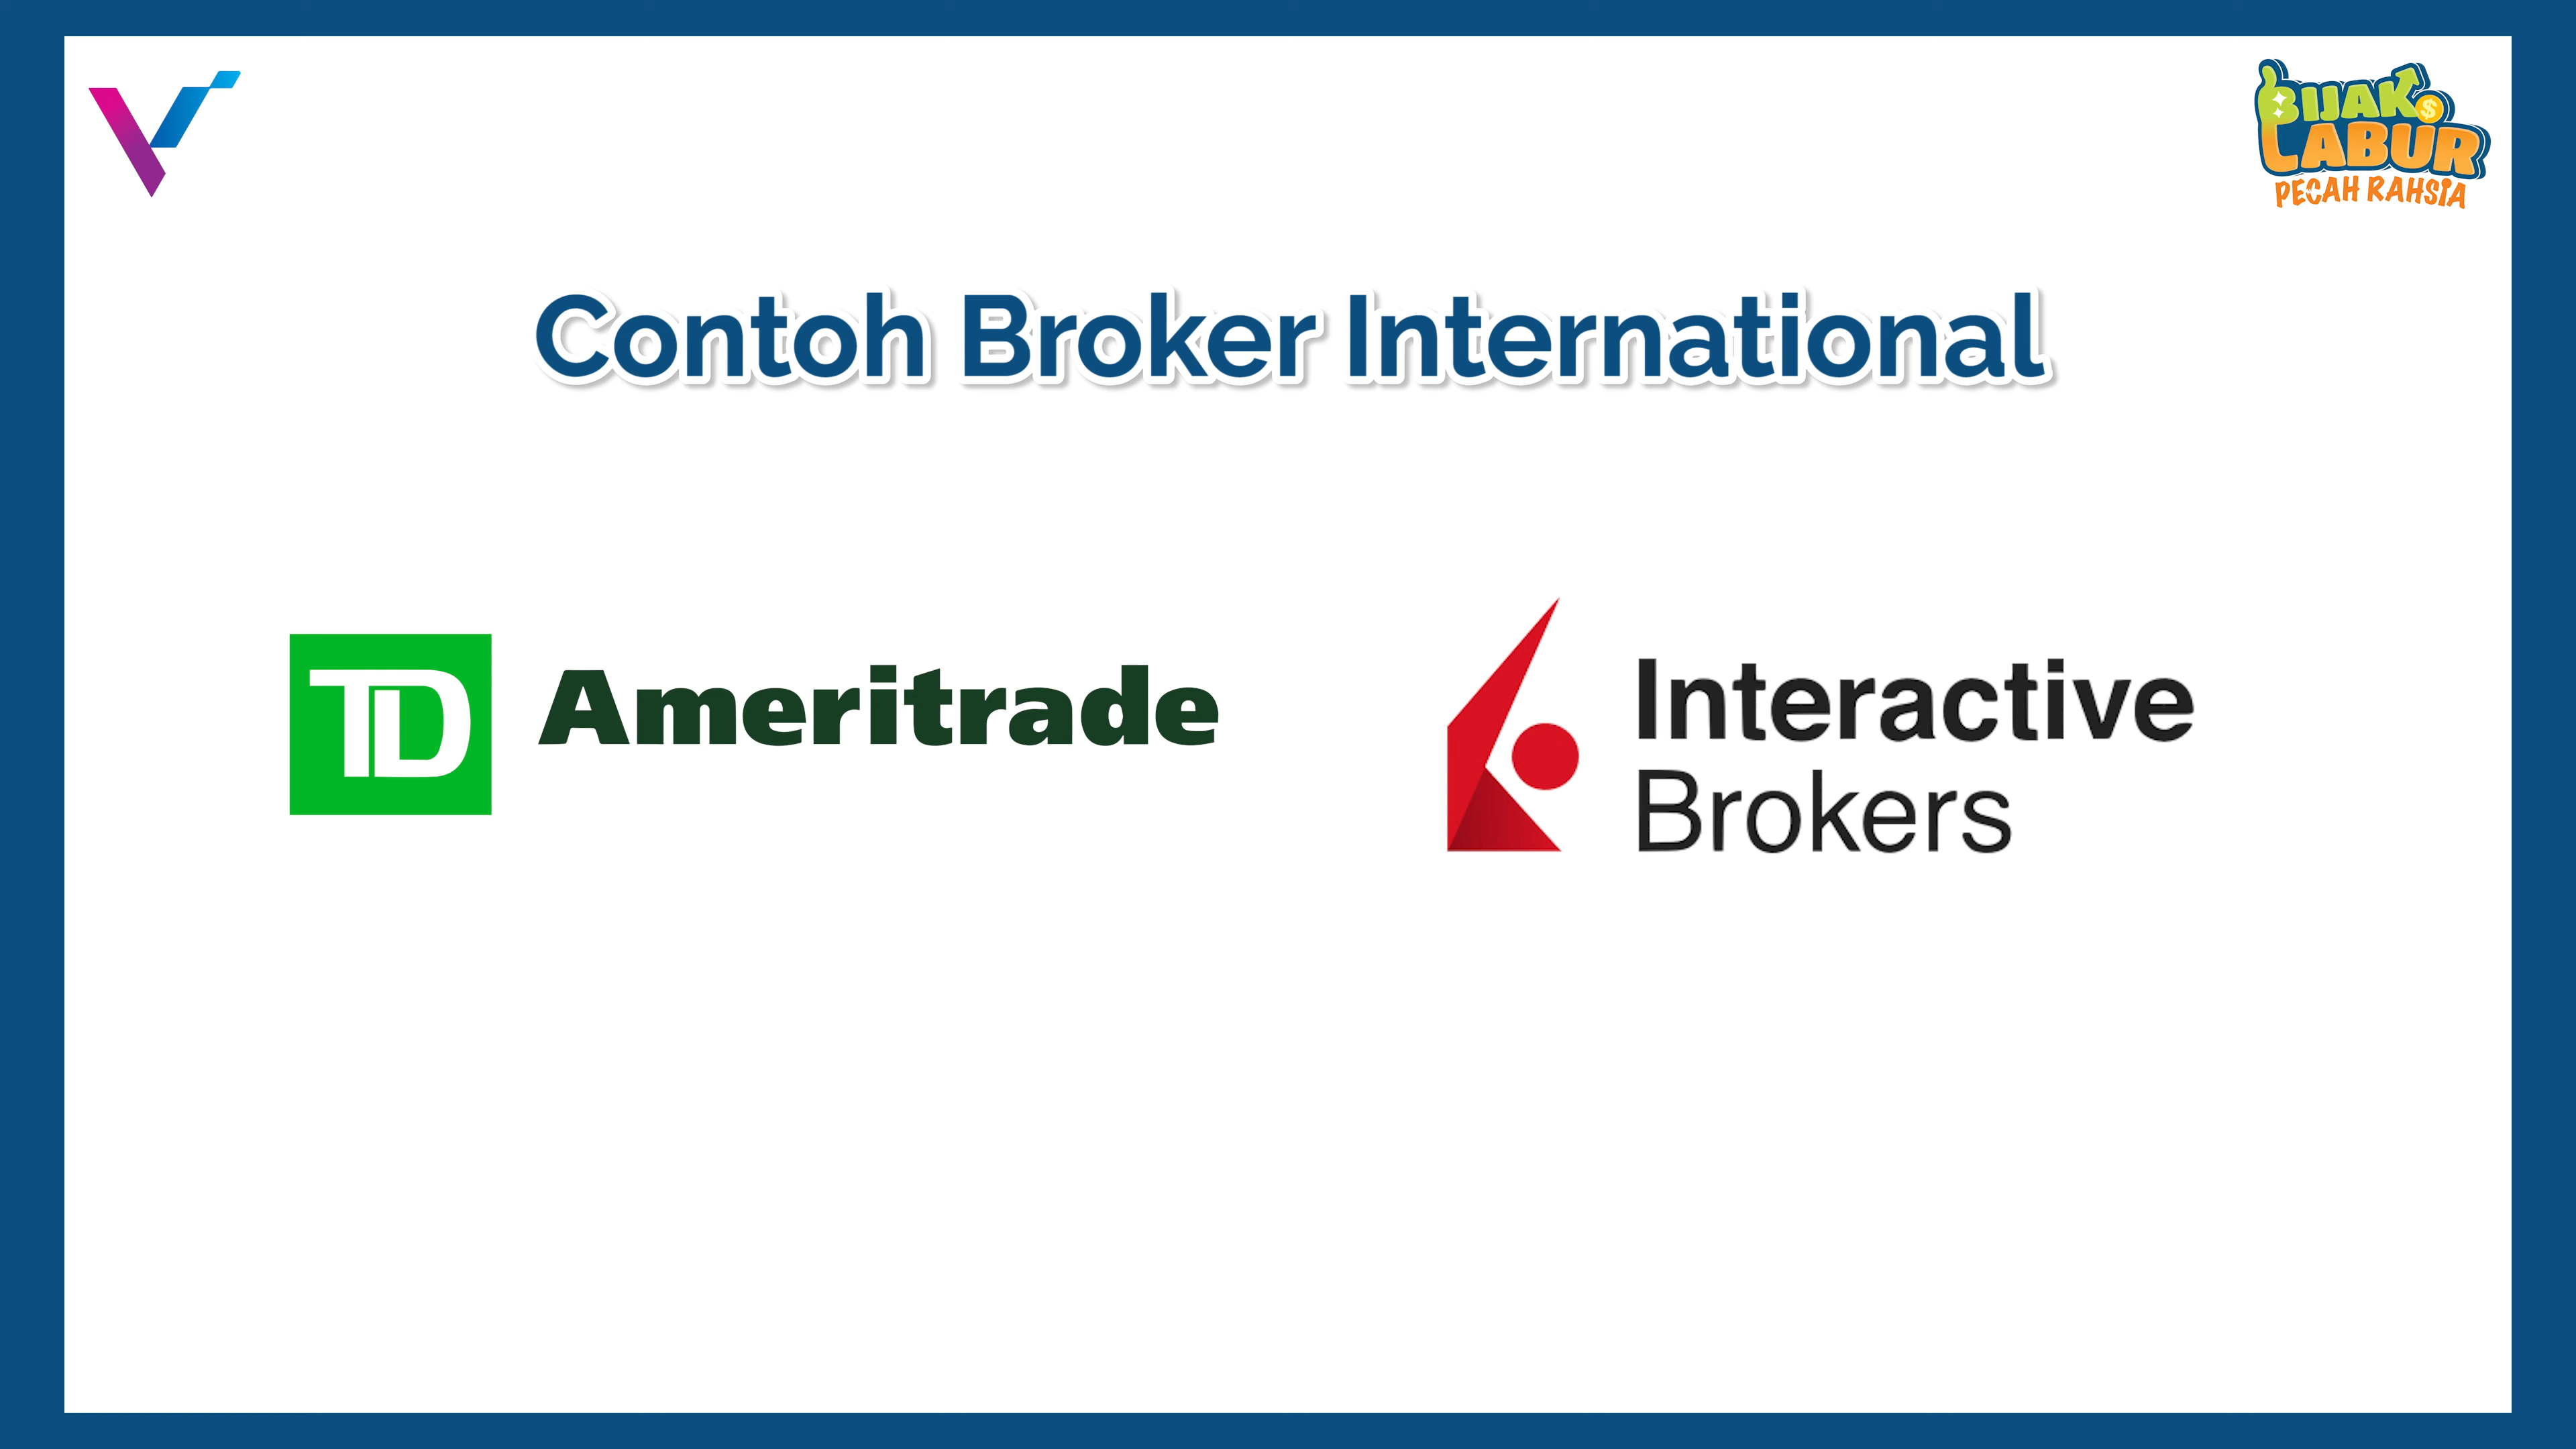 BIJAK
LABUR
PECAH RAHSIA
Contoh Broker International
TD Ameritrade
Interactive
Brokers